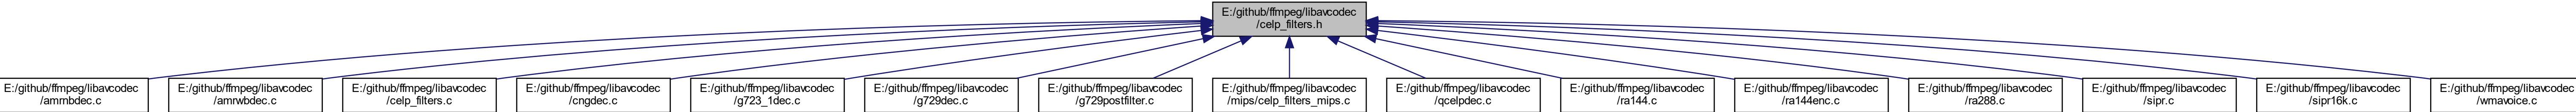 E:/github/ffmpeg/libavcodec
/celp_filters.h
E:/github/ffmpeg/libavcodec
/amrnbdec.c
E:/github/ffmpeg/libavcodec
/amrwbdec.c
E:/github/ffmpeg/libavcodec
/celp_filters.c
E:/github/ffmpeg/libavcodec
/cngdec.c
E:/github/ffmpeg/libavcodec
/g723_1dec.c
E:/github/ffmpeg/libavcodec
/g729dec.c
E:/github/ffmpeg/libavcodec
/g729postfilter.c
E:/github/ffmpeg/libavcodec
/mips/celp_filters_mips.c
E:/github/ffmpeg/libavcodec
/qcelpdec.c
E:/github/ffmpeg/libavcodec
/ra144.c
E:/github/ffmpeg/libavcodec
/ra144enc.c
E:/github/ffmpeg/libavcodec
/ra288.c
E:/github/ffmpeg/libavcodec
/sipr.c
E:/github/ffmpeg/libavcodec
/sipr16k.c
E:/github/ffmpeg/libavcodec
/wmavoice.c